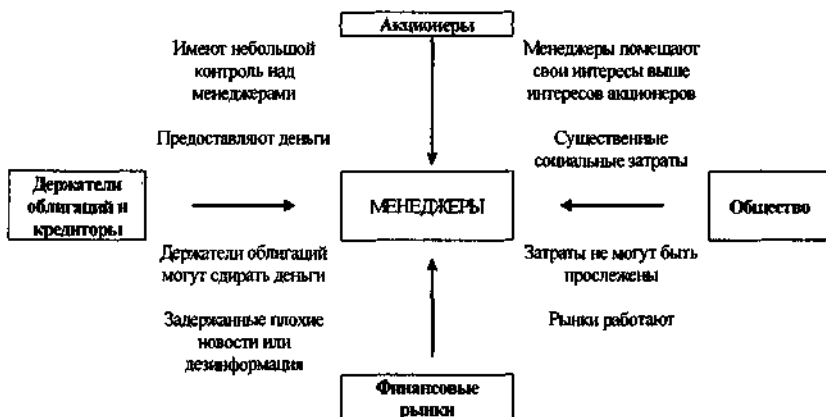 Акционеры
Имеют небольшой
контроль над
менеджерами
Менеджеры помещают
свои интересы выше
интересов акционеров
Предоставляют деньги
Существенные
социальные затраты
Держатели
облигаций и
кредиторы
МЕНЕДЖЕРЫ
Общество
Держатели облигаций
могут сдирать деньги
Затраты не могут быть
прослежены
Задержанные плохие
новости или
дезинформация
Рынки работают
Финансовые
рынки